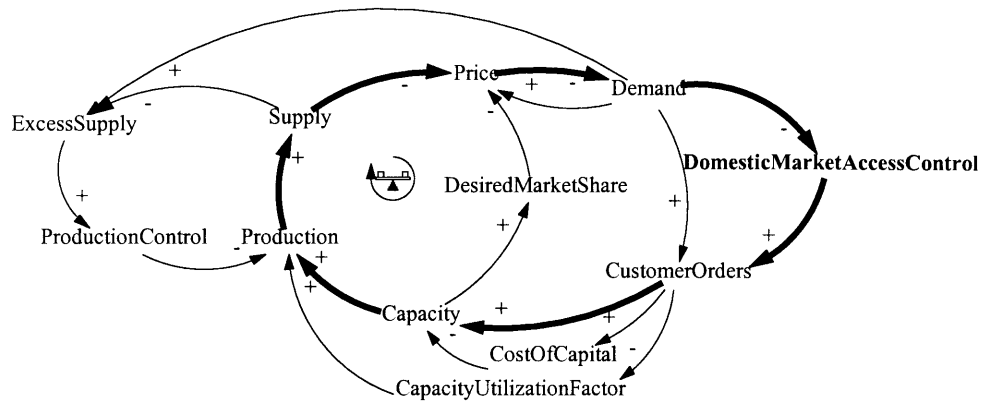 Price
Demand
ExcessSupply
Supply
DomesticMarketAccessControl
DesiredMarketShare
ProductionControl
Production
CustomerOrders
Capacity
CostOfCapital
CapacityUtilizationFactor
+
-
-
-
+
-
-
+
+
-
+
+
+
-
+
+
+
+
-
-